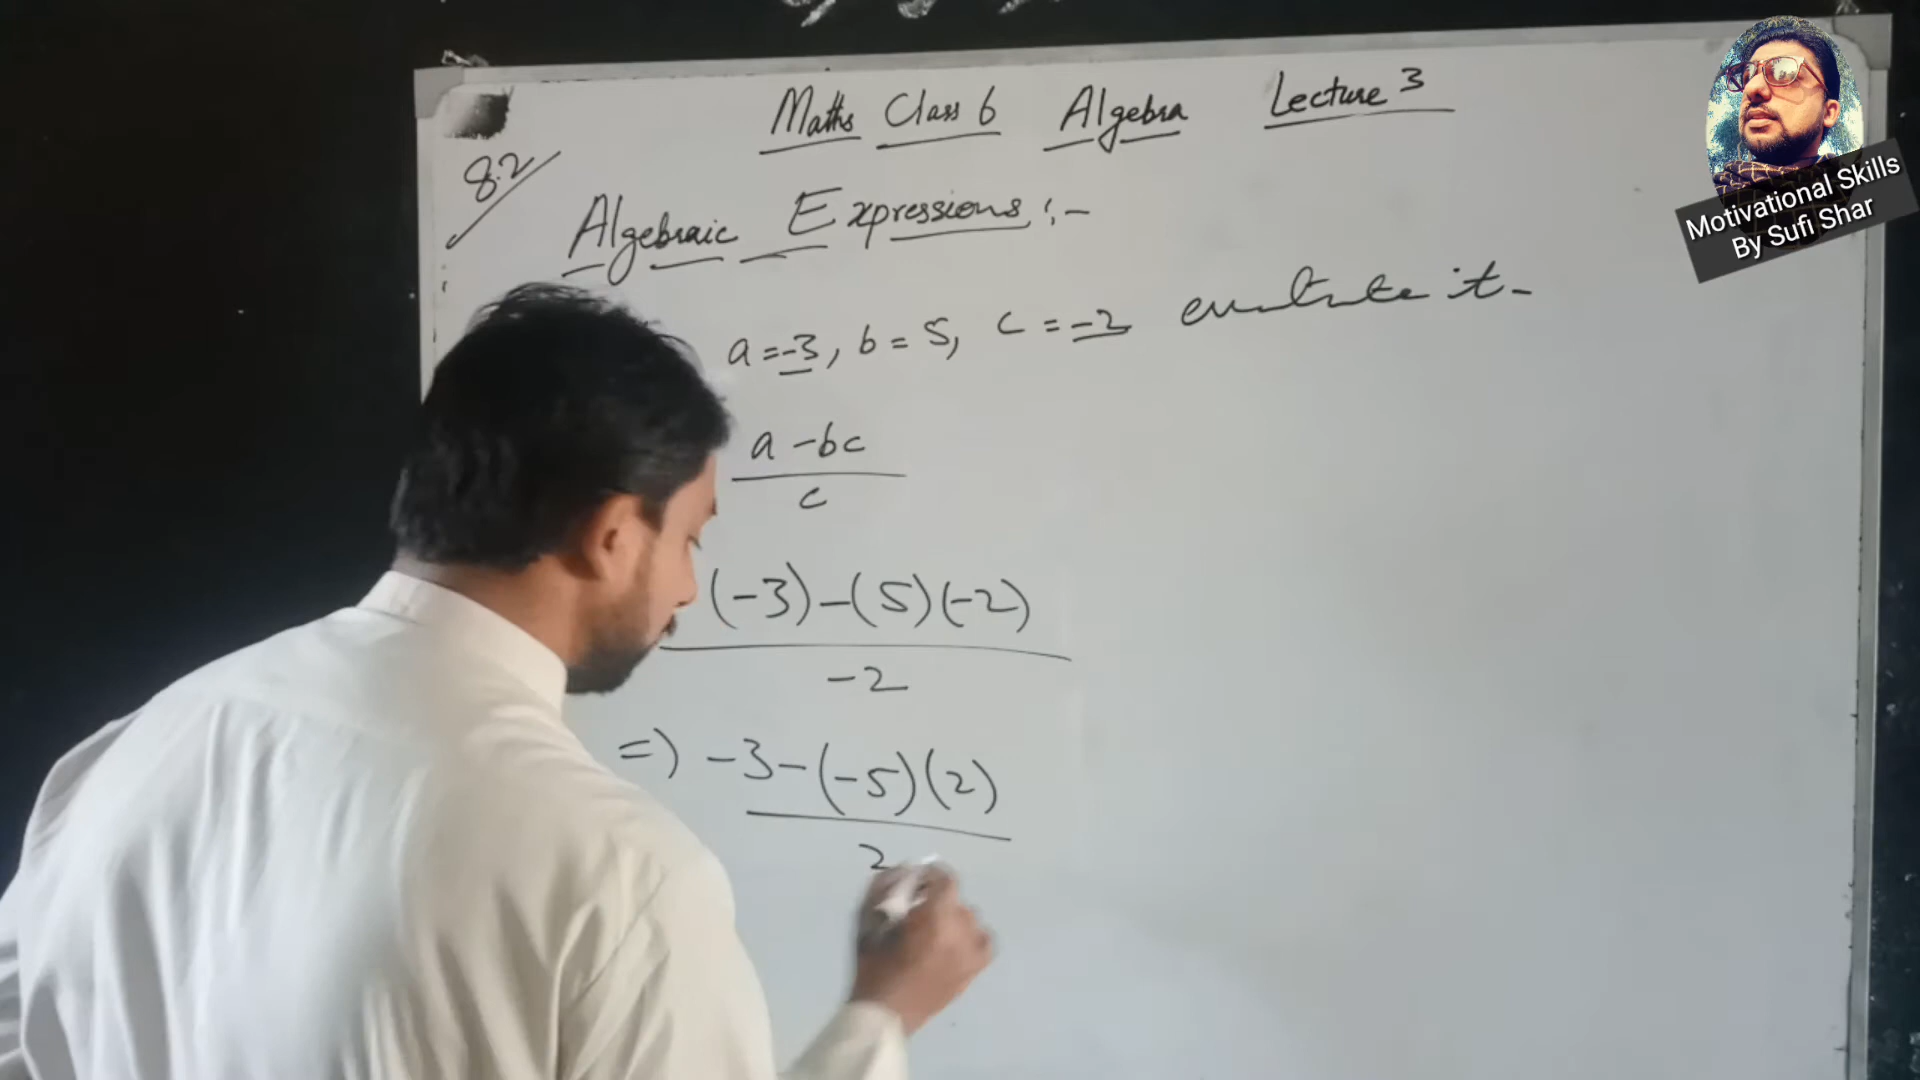 Maths Class 6 Algebra Lecture 3
8.2
Algebraic Expressions :-
a = -3, b = 5, c = -2 evaluate it -
a - bc
c
(-3) - (5) (-2)
-2
=) -3 - (-5) (2)
2
Motivational Skills
By Sufi Shar